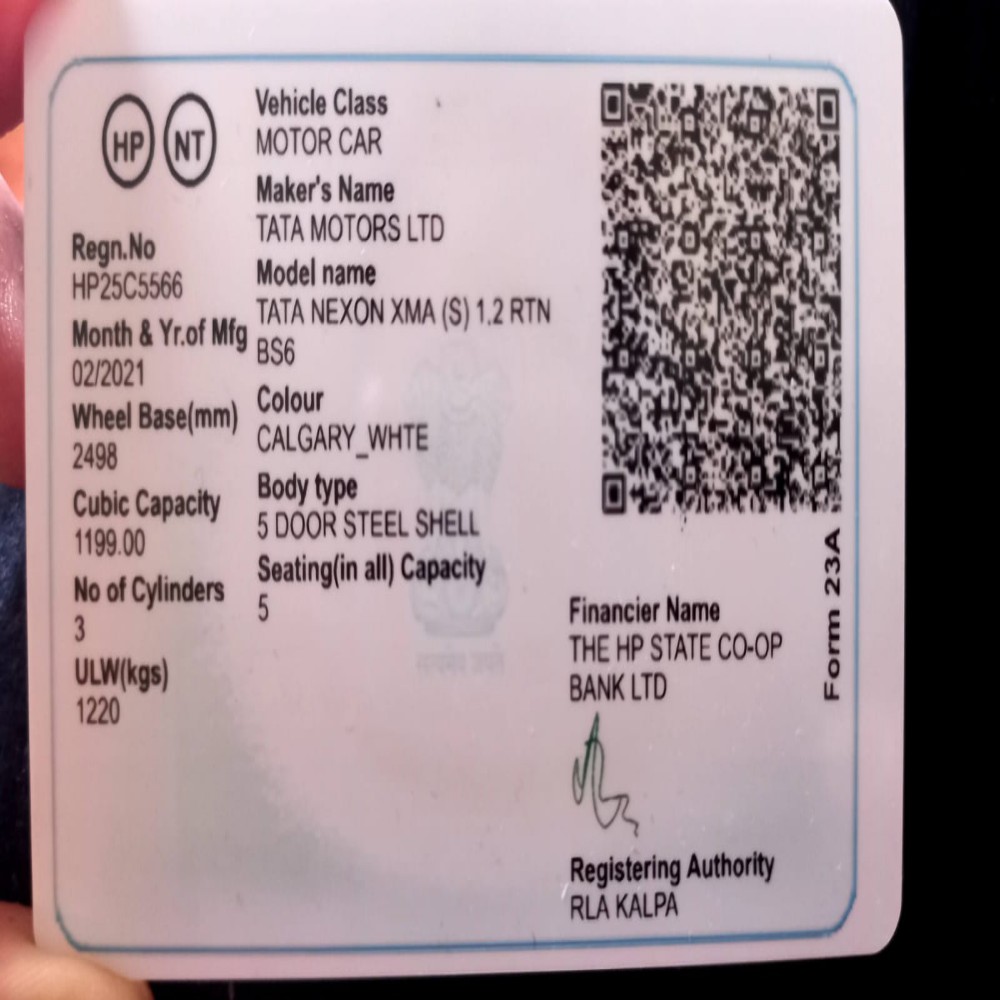 HP NT
Regn.No
HP25C5566
Month & Yr.of Mfg
02/2021
Wheel Base(mm)
2498
Cubic Capacity
1199.00
No of Cylinders
3
ULW(kgs)
1220
Vehicle Class
MOTOR CAR
Maker's Name
TATA MOTORS LTD
Model name
TATA NEXON XMA (S) 1.2 RTN
BS6
Colour
CALGARY_WHTE
Body type
5 DOOR STEEL SHELL
Seating(in all) Capacity
5
Form 23A
Financier Name
THE HP STATE CO-OP
BANK LTD
Registering Authority
RLA KALPA